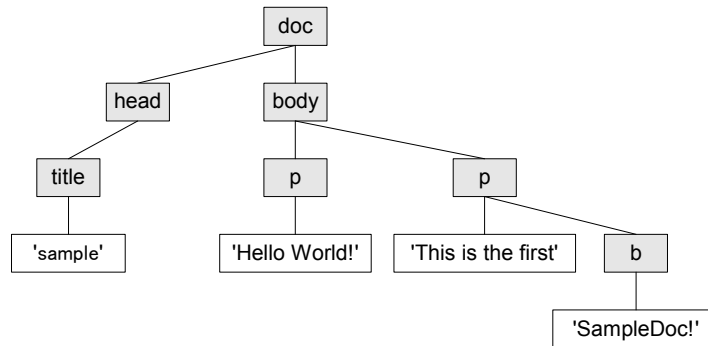 doc
head
body
title
p
p
'sample'
'Hello World!'
'This is the first'
b
'SampleDoc!'